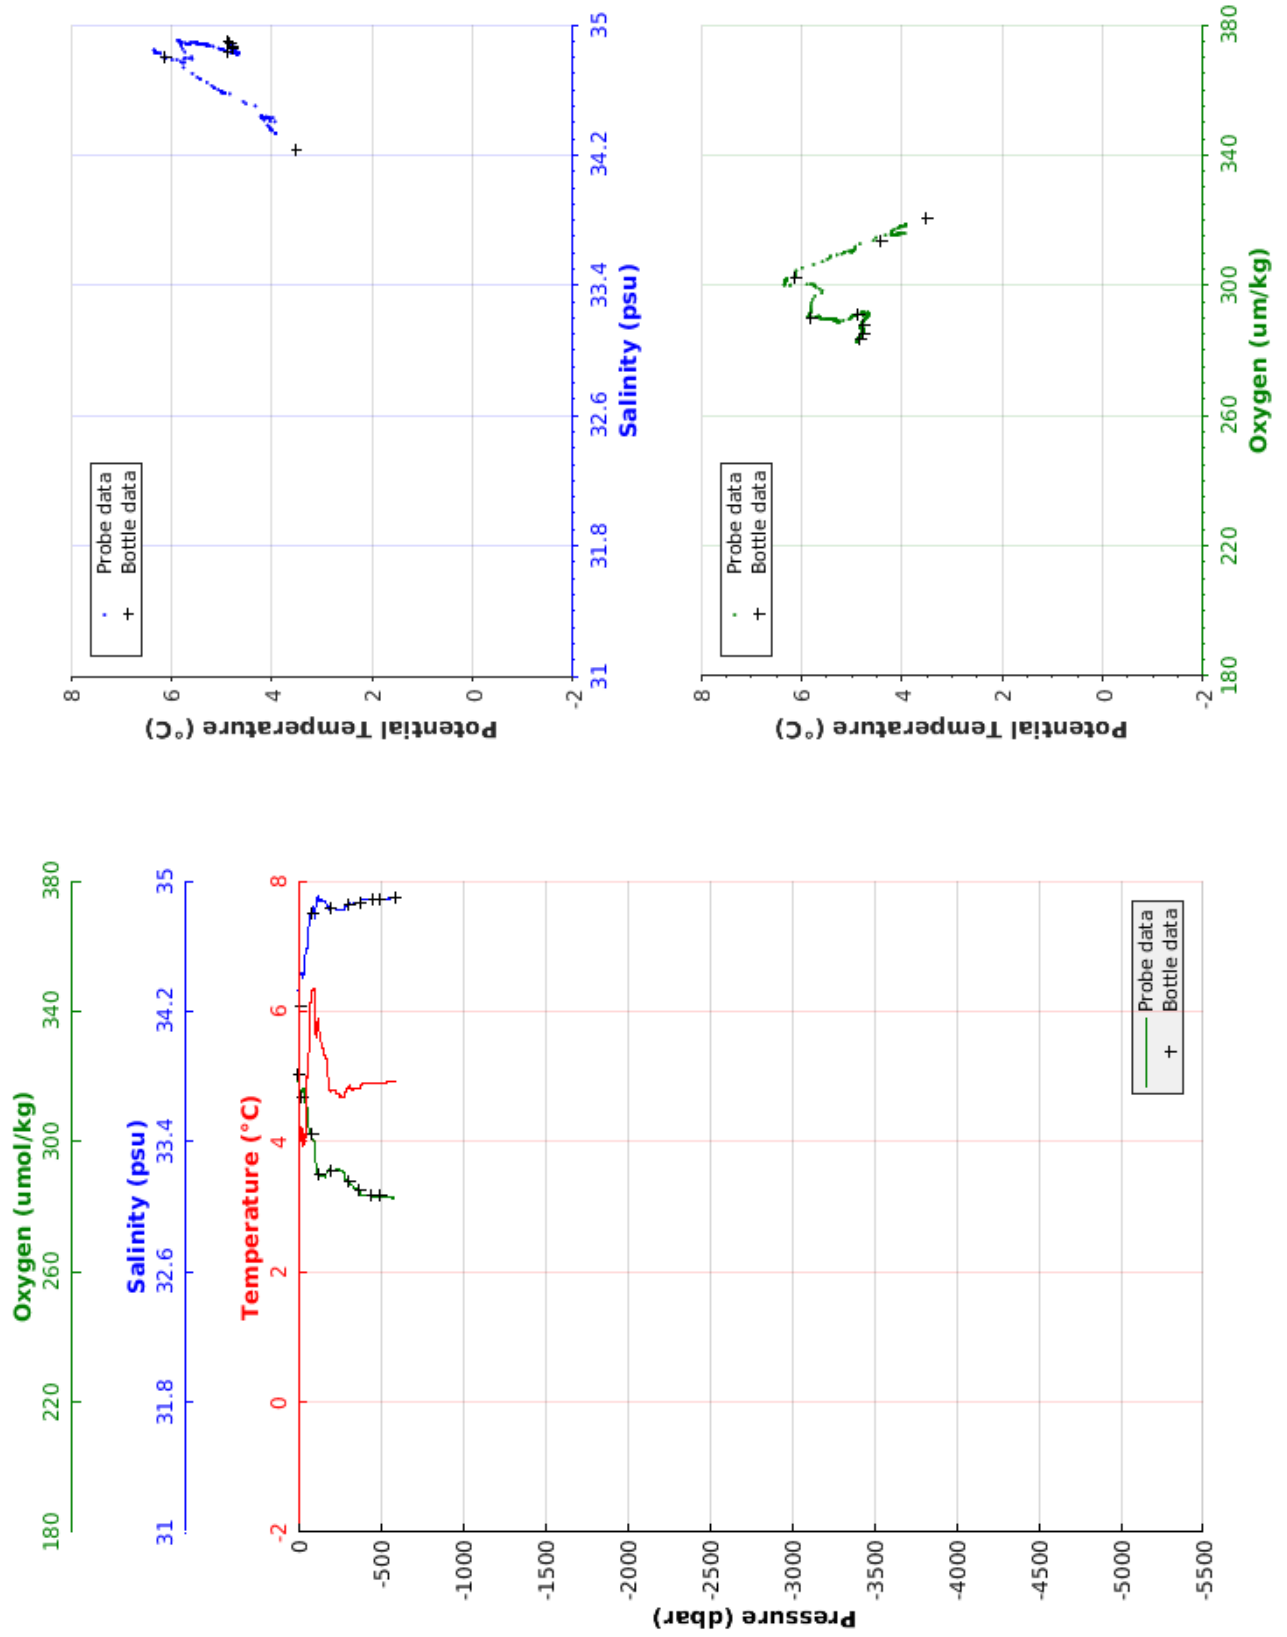 Oxygen (umol/kg)
180 220 260 300 340 380
Salinity (psu)
31 31.8 32.6 33.4 34.2 35
Temperature (°C)
-2 0 2 4 6 8
Pressure (dbar)
0
-500
-1000
-1500
-2000
-2500
-3000
-3500
-4000
-4500
-5000
-5500
Probe data
Bottle data
Potential Temperature (°C)
8
6
4
2
0
-2
Probe data
Bottle data
31 31.8 32.6 33.4 34.2 35
Salinity (psu)
Potential Temperature (°C)
8
6
4
2
0
-2
Probe data
Bottle data
180 220 260 300 340 380
Oxygen (um/kg)